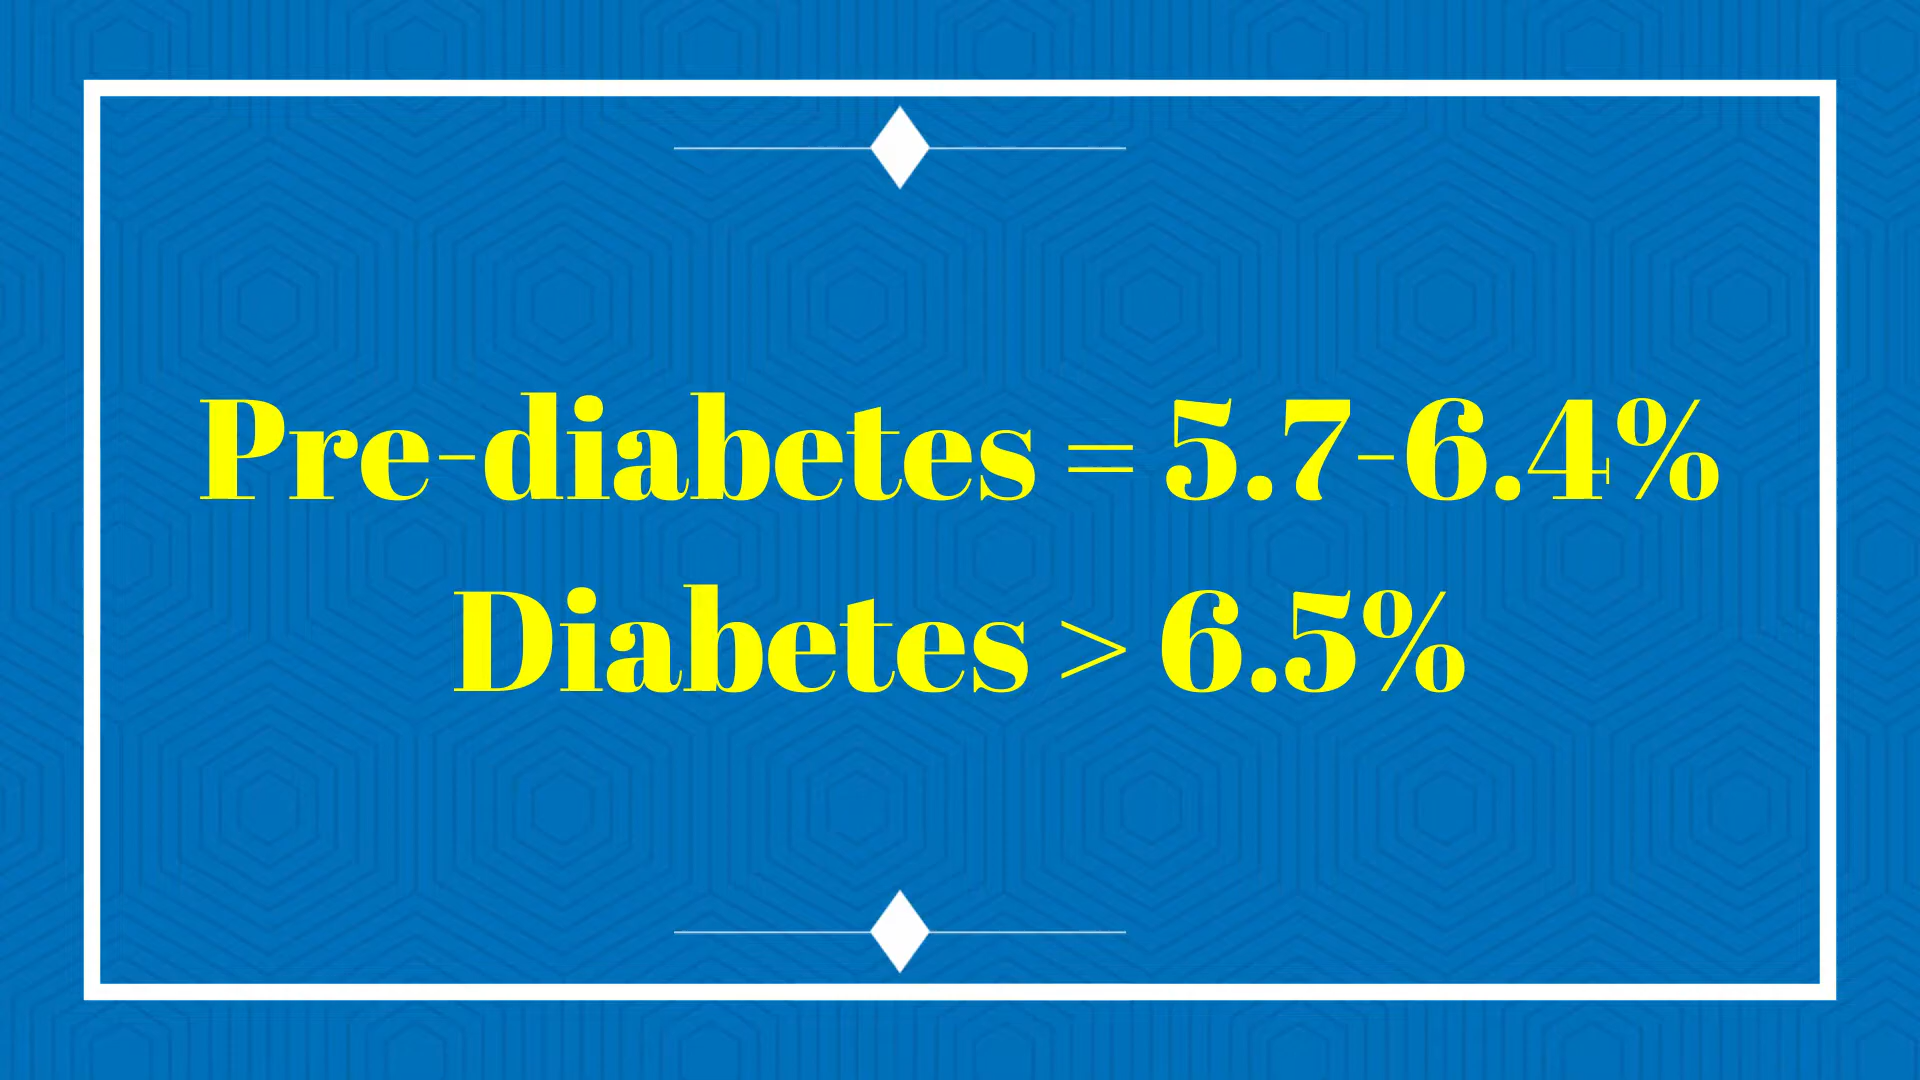 Pre-diabetes = 5.7-6.4%
Diabetes > 6.5%